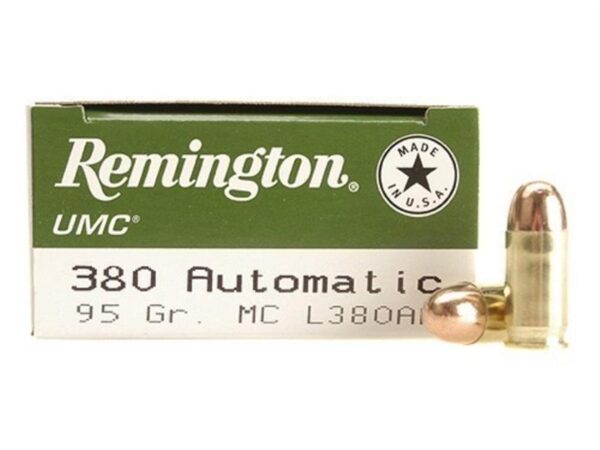 Remington®
MADE
IN U.S.A.
UMC®
380 Automatic
95 Gr. MC